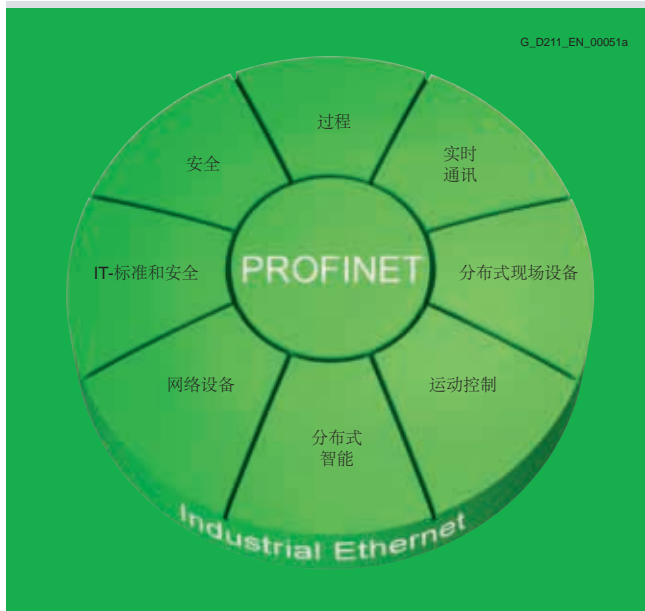 G_D211_EN_00051a
过程
实时
通讯
安全
IT-标准和安全
PROFINET
分布式现场设备
网络设备
运动控制
分布式
智能
Industrial Ethernet